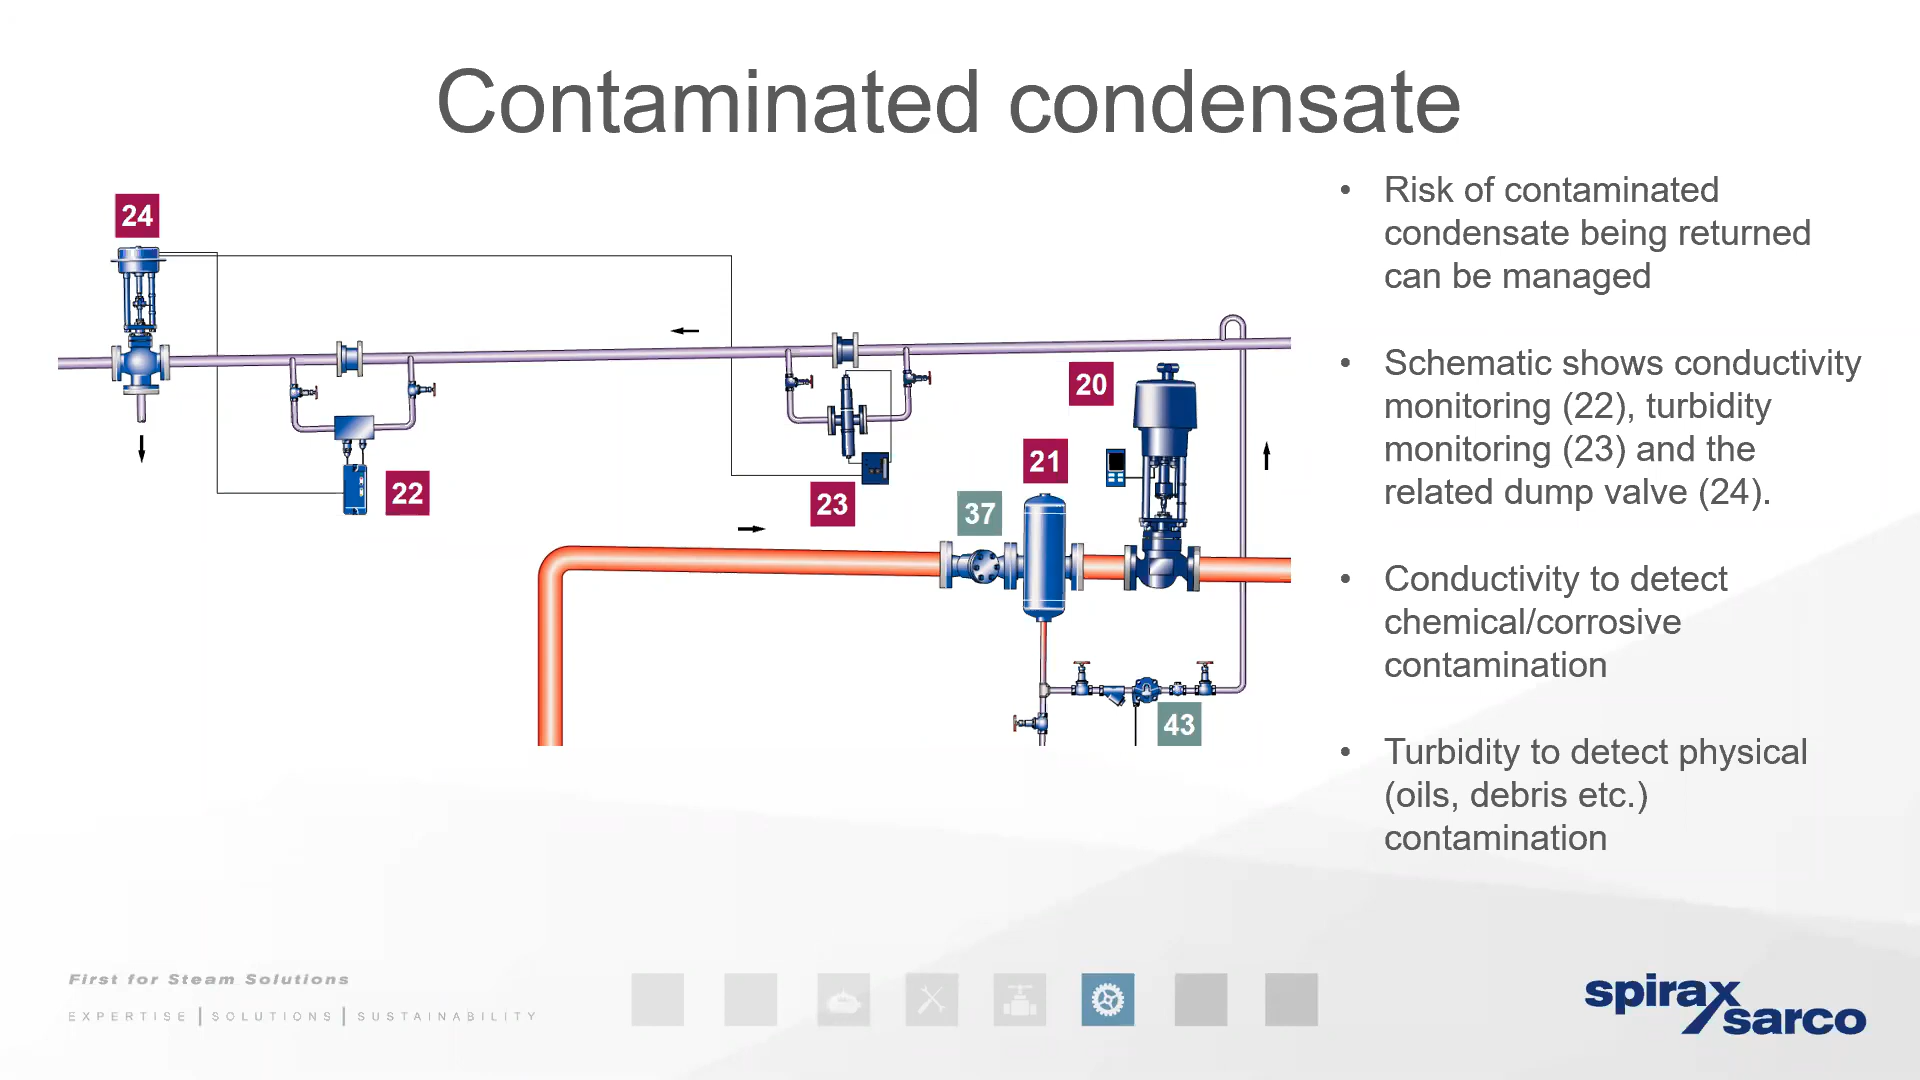 Contaminated condensate
24
22
23
20
21
37
43
• Risk of contaminated
condensate being returned
can be managed
• Schematic shows conductivity
monitoring (22), turbidity
monitoring (23) and the
related dump valve (24).
• Conductivity to detect
chemical/corrosive
contamination
• Turbidity to detect physical
(oils, debris etc.)
contamination
First for Steam Solutions
EXPERTISE | SOLUTIONS | SUSTAINABILITY
spirax
sarco